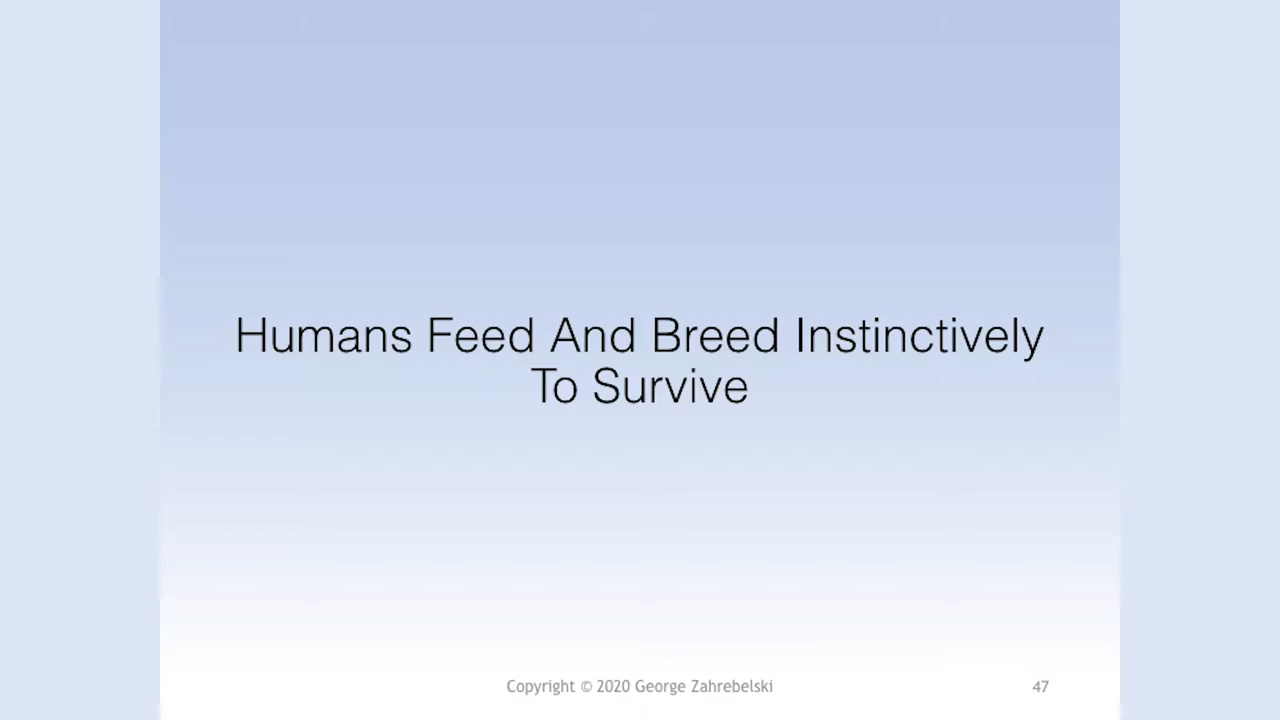 Humans Feed And Breed Instinctively
To Survive
Copyright © 2020 George Zahrebelski
47